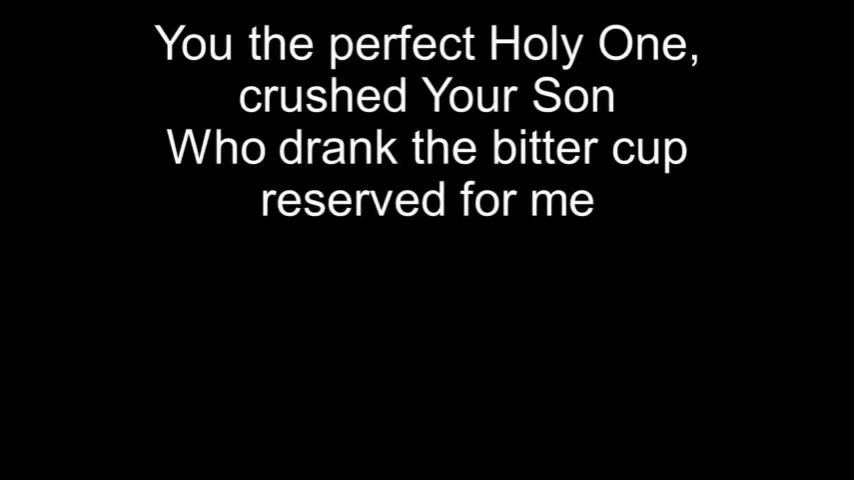 You the perfect Holy One,
crushed Your Son
Who drank the bitter cup
reserved for me